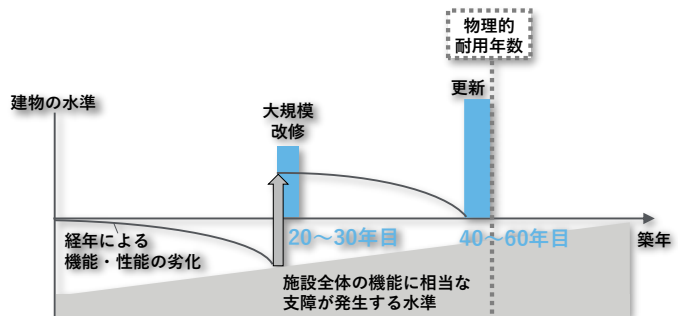 物理的
耐用年数
更新
建物の水準
大規模
改修
20～30年目
40～60年目
築年
経年による
機能・性能の劣化
施設全体の機能に相当な
支障が発生する水準